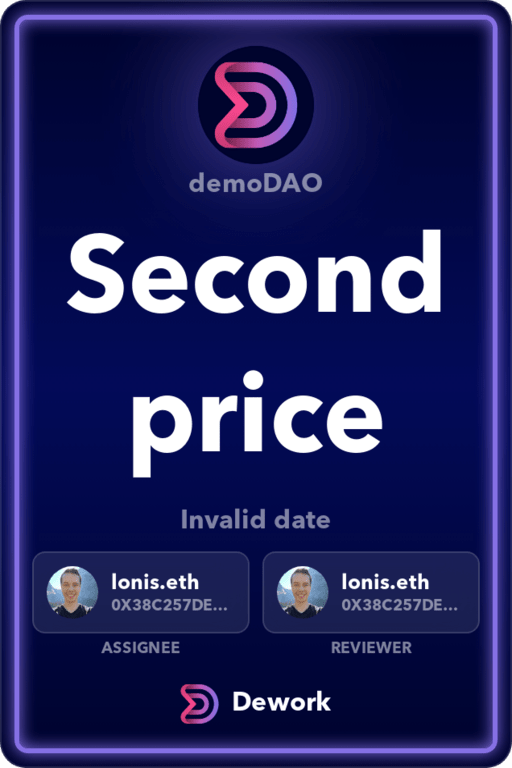 demoDAO
Second
price
Invalid date
lonis.eth
0X38C257DE...
lonis.eth
0X38C257DE...
ASSIGNEE
REVIEWER
Dework